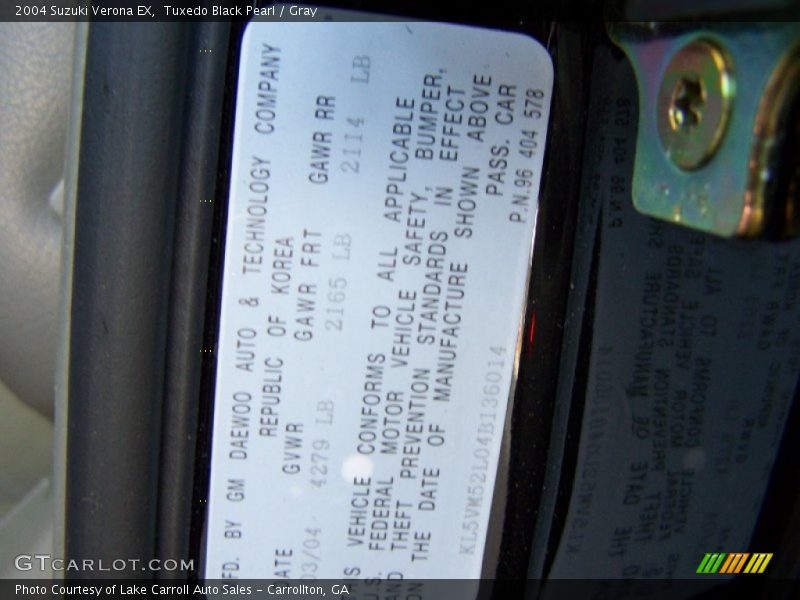 2004 Suzuki Verona EX, Tuxedo Black Pearl / Gray
FD. BY GM DAEWOO AUTO & TECHNOLOGY COMPANY
REPUBLIC OF KOREA
ATE GVWR GAWR FRT GAWR RR
03/04 4279 LB 2165 LB 2114 LB
HIS VEHICLE CONFORMS TO ALL APPLICABLE
U.S. FEDERAL MOTOR VEHICLE SAFETY, BUMPER,
AND THEFT PREVENTION STANDARDS IN EFFECT
ON THE DATE OF MANUFACTURE SHOWN ABOVE
KL5VM52L04B136014 PASS. CAR
P.N.96 404 578
GTCARLOT.COM
Photo Courtesy of Lake Carroll Auto Sales - Carrollton, GA